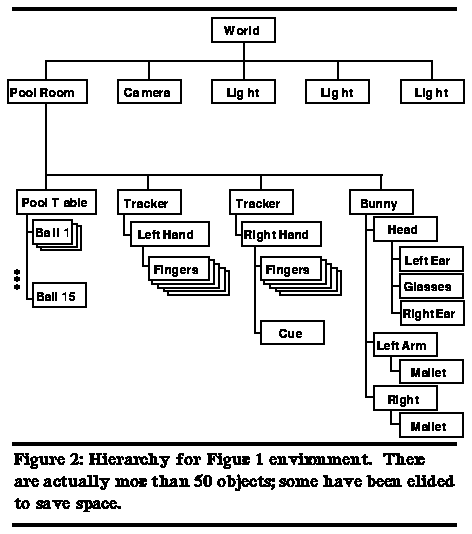 World
Pool Room Camera Light Light Light
Pool Table Tracker Tracker Bunny
Ball 1 Left Hand Right Hand Head
Fingers Fingers Left Ear
Ball 15 Glasses
Right Ear
Cue Left Arm
Mallet
Right
Mallet
Figure 2: Hierarchy for Figure 1 environment. There
are actually more than 50 objects; some have been elided
to save space.